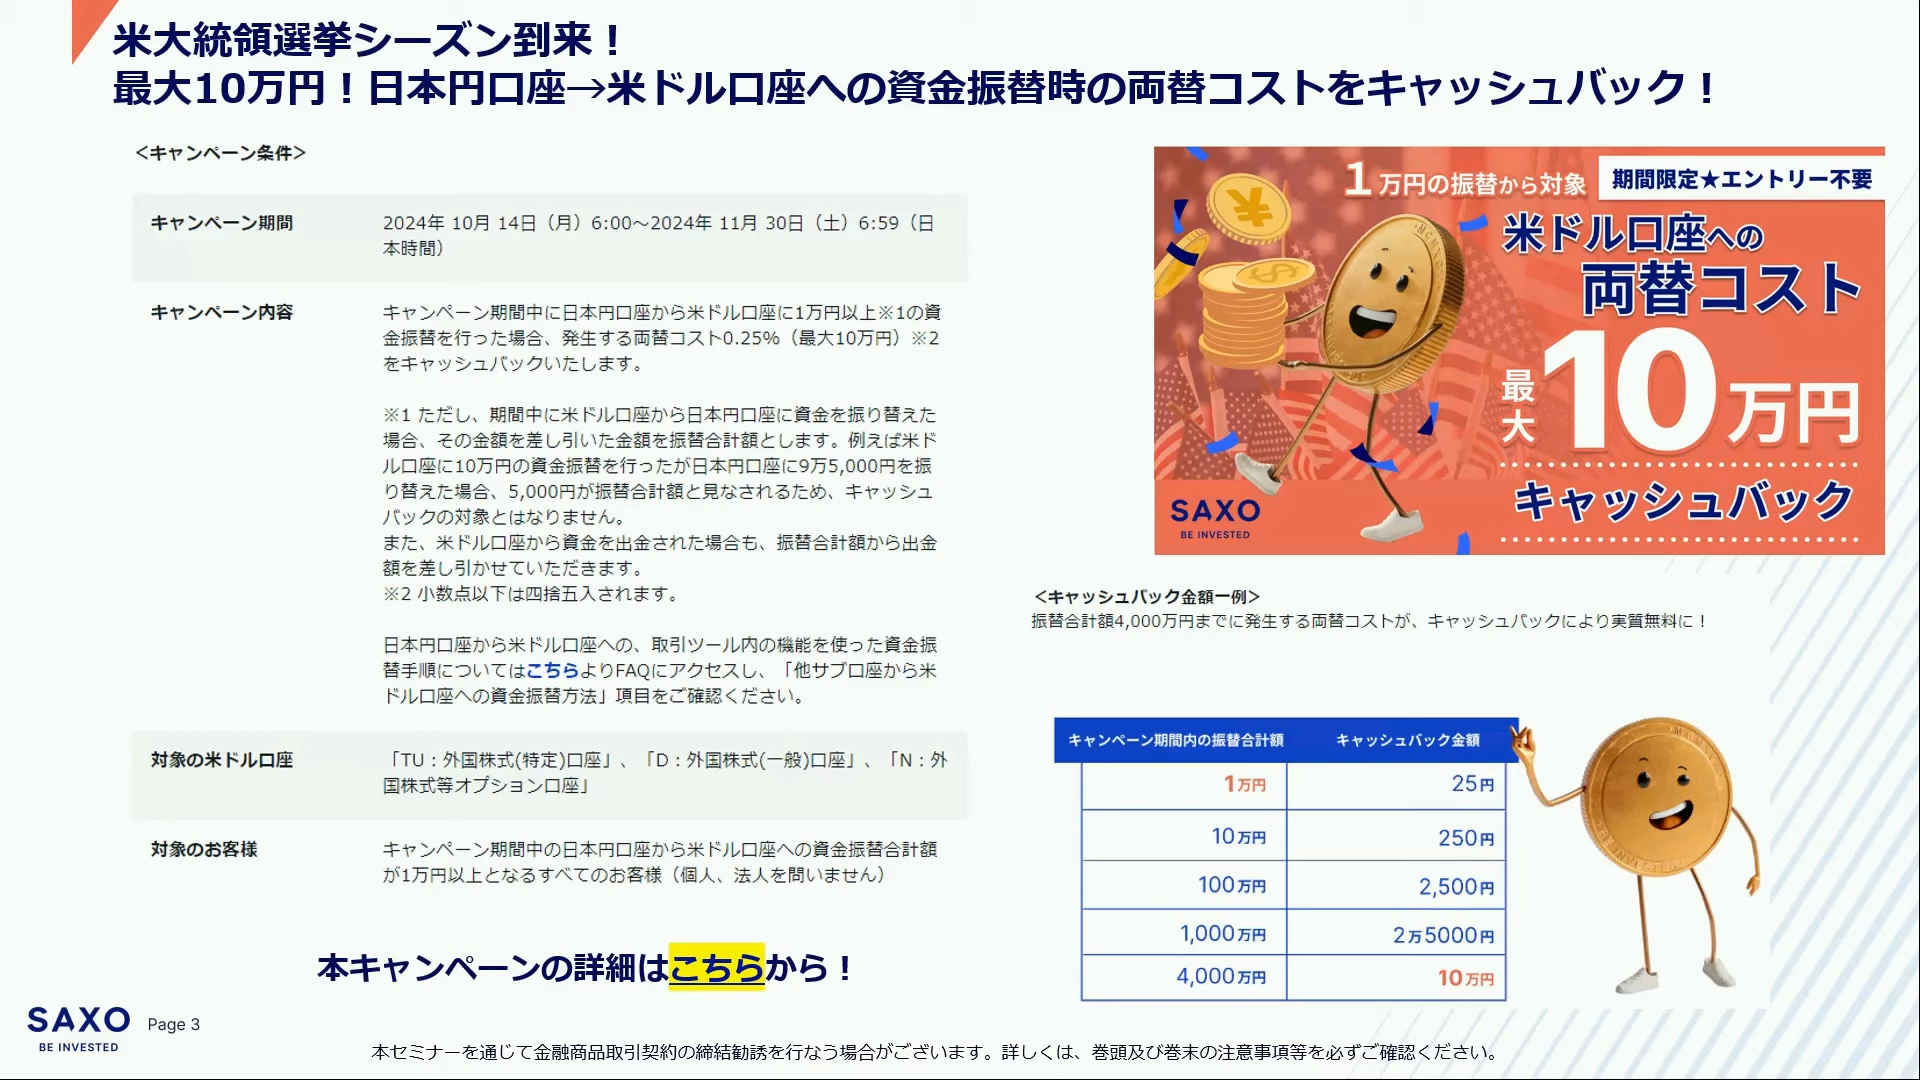 米大統領選挙シーズン到来！
最大10万円！日本円口座→米ドル口座への資金振替時の両替コストをキャッシュバック！
＜キャンペーン条件＞
キャンペーン期間
2024年 10月 14日（月）6:00～2024年 11月 30日（土）6:59（日
本時間）
キャンペーン内容
キャンペーン期間中に日本円口座から米ドル口座に1万円以上※1の資
金振替を行った場合、発生する両替コスト0.25%（最大10万円）※2
をキャッシュバックいたします。
※1 ただし、期間中に米ドル口座から日本円口座に資金を振り替えた
場合、その金額を差し引いた金額を振替合計額とします。例えば米ド
ル口座に10万円の資金振替を行ったが日本円口座に9万5,000円を振
り替えた場合、5,000円が振替合計額と見なされるため、キャッシュ
バックの対象とはなりません。
また、米ドル口座から資金を出金された場合も、振替合計額から出金
額を差し引かせていただきます。
※2 小数点以下は四捨五入されます。
日本円口座から米ドル口座への、取引ツール内の機能を使った資金振
替手順についてはこちらよりFAQにアクセスし、「他サブ口座から米
ドル口座への資金振替方法」項目をご確認ください。
対象の米ドル口座
「TU：外国株式(特定)口座」、「D：外国株式(一般)口座」、「N：外
国株式等オプション口座」
対象のお客様
キャンペーン期間中の日本円口座から米ドル口座への資金振替合計額
が1万円以上となるすべてのお客様（個人、法人を問いません）
本キャンペーンの詳細はこちらから！
1万円の振替から対象
期間限定★エントリー不要
米ドル口座への
両替コスト
最大10万円
キャッシュバック
SAXO
BE INVESTED
＜キャッシュバック金額一例＞
振替合計額4,000万円までに発生する両替コストが、キャッシュバックにより実質無料に！
キャンペーン期間内の振替合計額 キャッシュバック金額
1万円 25円
10万円 250円
100万円 2,500円
1,000万円 2万5000円
4,000万円 10万円
SAXO
BE INVESTED
Page 3
本セミナーを通じて金融商品取引契約の締結勧誘を行なう場合がございます。詳しくは、巻頭及び巻末の注意事項等を必ずご確認ください。